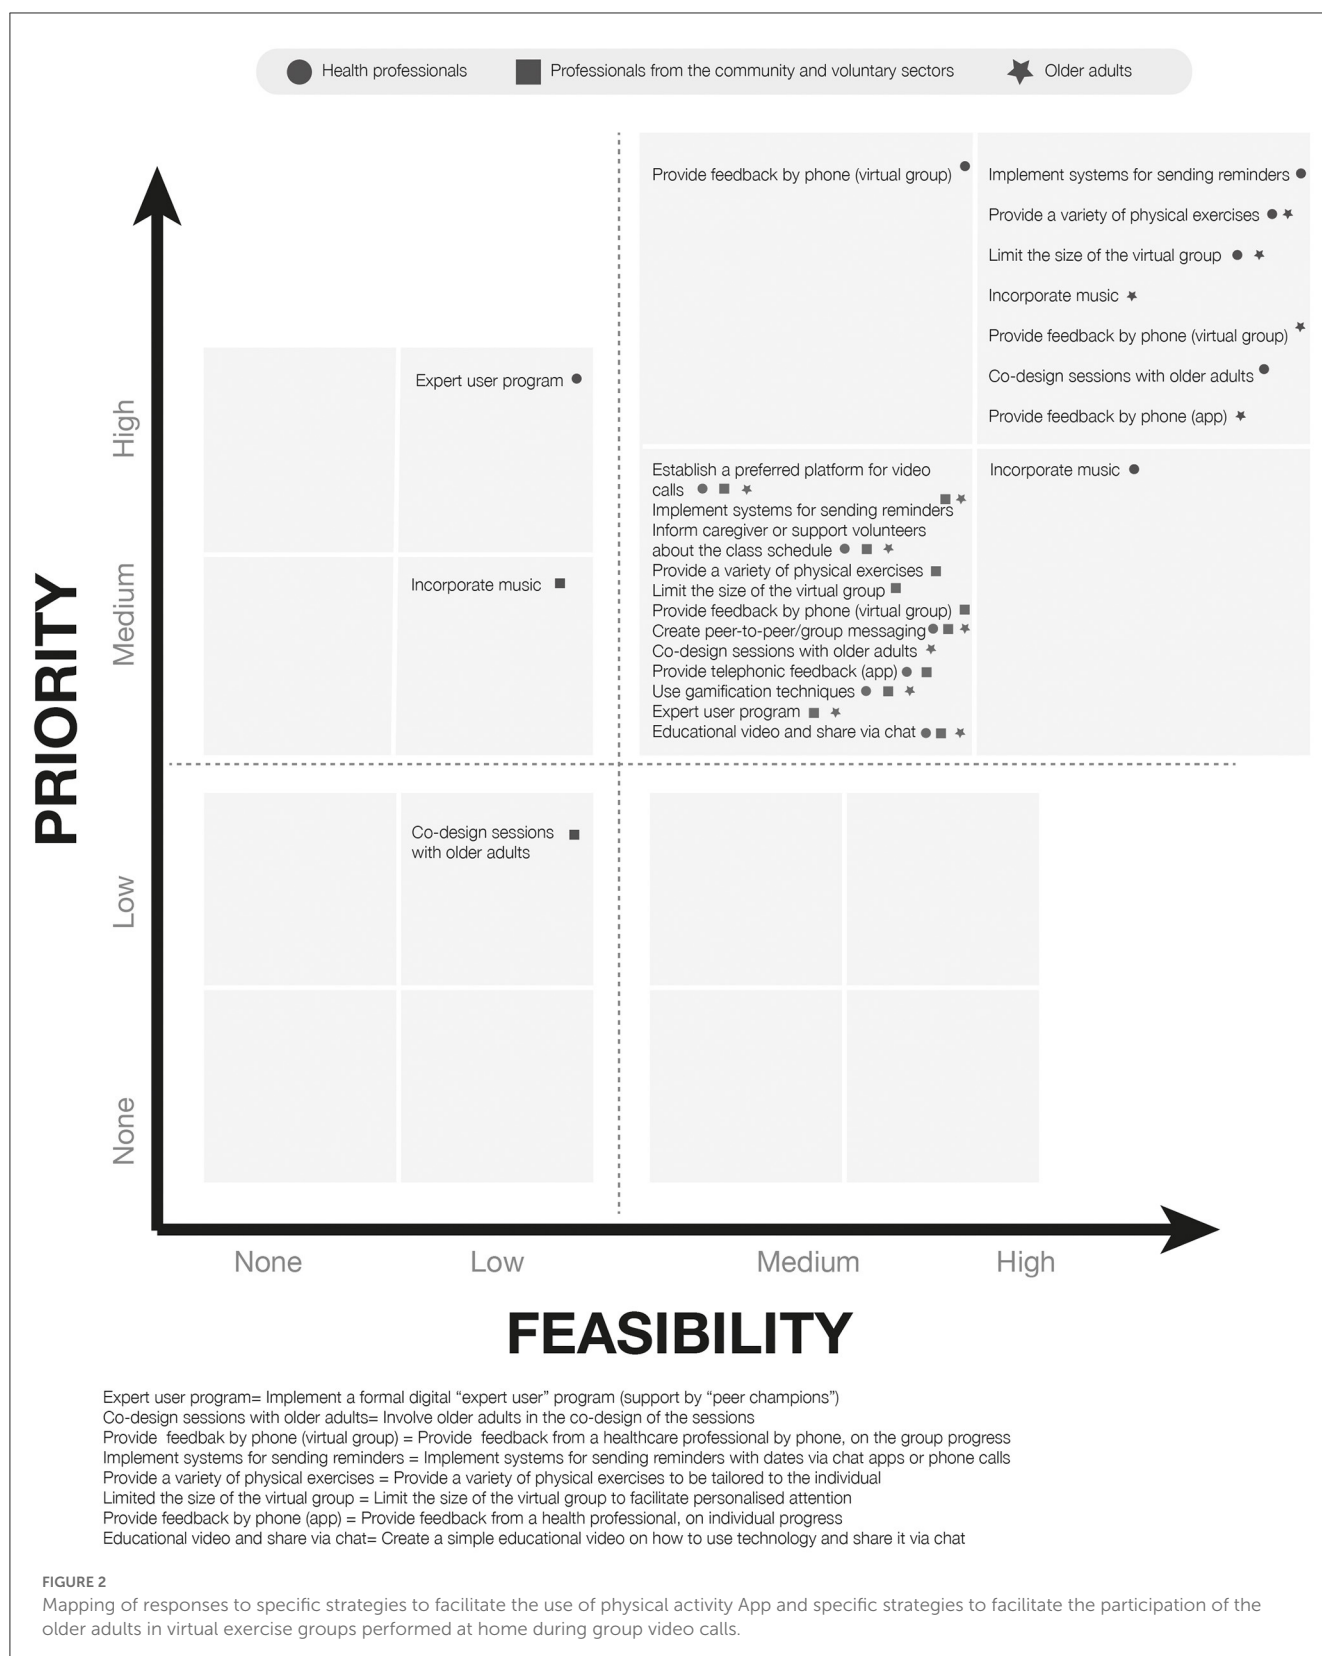 Health professionals
Professionals from the community and voluntary sectors
Older adults
Provide feedback by phone (virtual group)
Implement systems for sending reminders
Provide a variety of physical exercises
Limit the size of the virtual group
Incorporate music
Provide feedback by phone (virtual group)
Co-design sessions with older adults
Provide feedback by phone (app)
Expert user program
Establish a preferred platform for video
calls
Implement systems for sending reminders
Inform caregiver or support volunteers
about the class schedule
Provide a variety of physical exercises
Limit the size of the virtual group
Provide feedback by phone (virtual group)
Create peer-to-peer/group messaging
Co-design sessions with older adults
Provide telephonic feedback (app)
Use gamification techniques
Expert user program
Educational video and share via chat
Incorporate music
Incorporate music
Co-design sessions
with older adults
PRIORITY
High
Medium
Low
None
None
Low
Medium
High
FEASIBILITY
Expert user program= Implement a formal digital “expert user” program (support by “peer champions”)
Co-design sessions with older adults= Involve older adults in the co-design of the sessions
Provide feedbak by phone (virtual group) = Provide feedback from a healthcare professional by phone, on the group progress
Implement systems for sending reminders = Implement systems for sending reminders with dates via chat apps or phone calls
Provide a variety of physical exercises = Provide a variety of physical exercises to be tailored to the individual
Limited the size of the virtual group = Limit the size of the virtual group to facilitate personalised attention
Provide feedback by phone (app) = Provide feedback from a health professional, on individual progress
Educational video and share via chat= Create a simple educational video on how to use technology and share it via chat
FIGURE 2
Mapping of responses to specific strategies to facilitate the use of physical activity App and specific strategies to facilitate the participation of the
older adults in virtual exercise groups performed at home during group video calls.